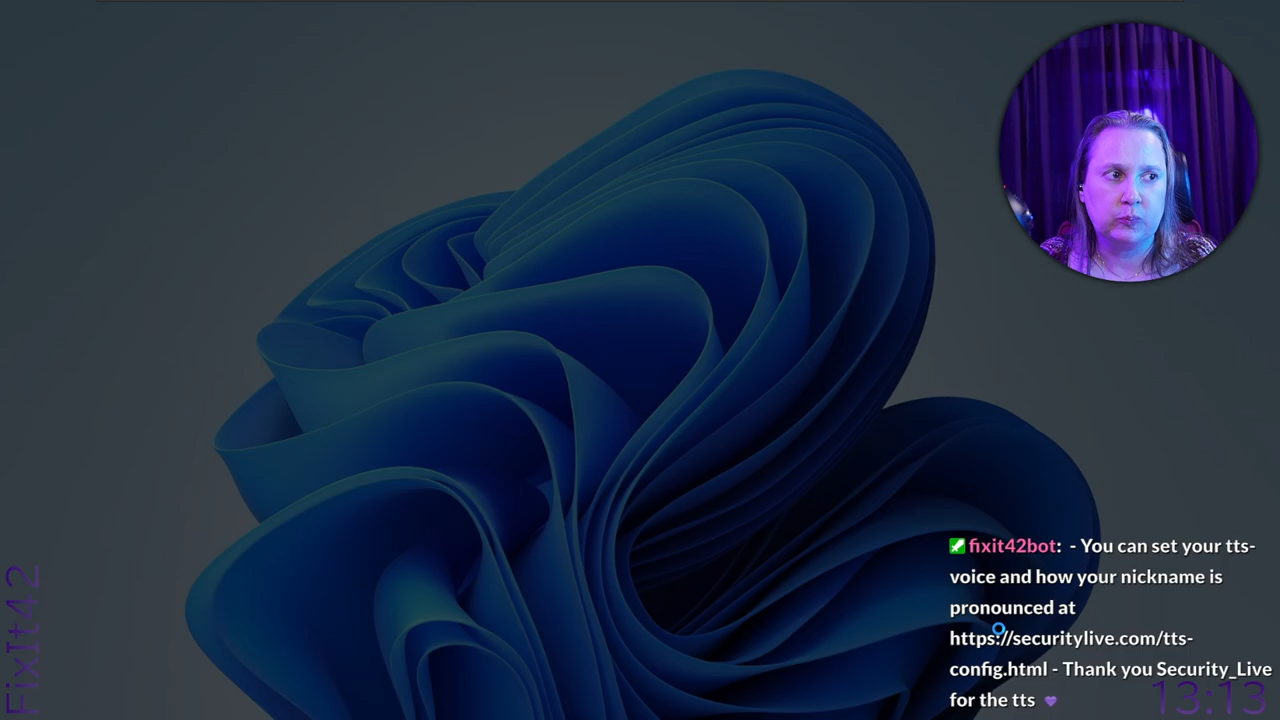 fixit42bot: - You can set your tts-
voice and how your nickname is
pronounced at
https://securitylive.com/tts-
config.html - Thank you Security_Live
for the tts 💜
FixIt42
13:13